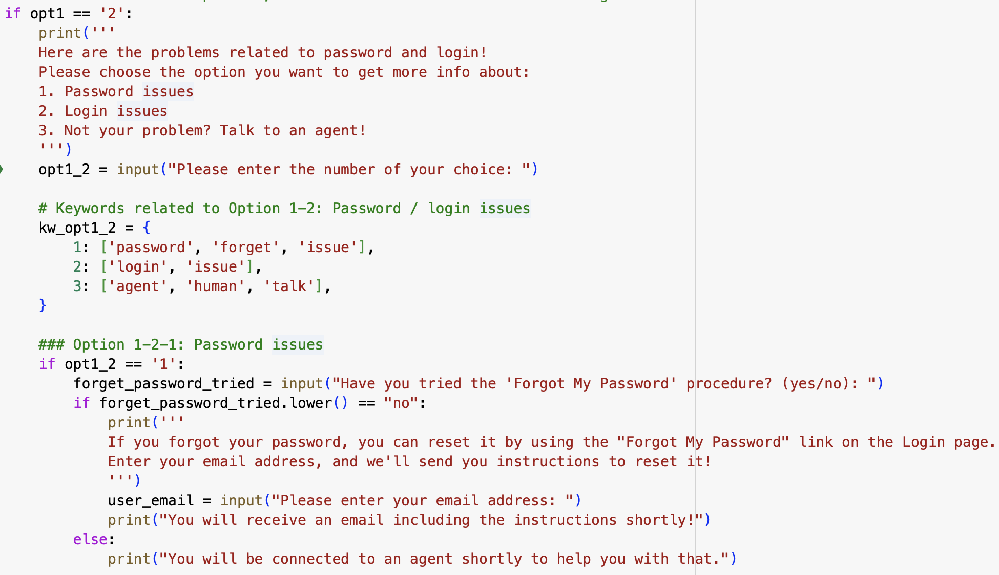 if opt1 == '2':
    print('''
    Here are the problems related to password and login!
    Please choose the option you want to get more info about:
    1. Password issues
    2. Login issues
    3. Not your problem? Talk to an agent!
    ''')
    opt1_2 = input("Please enter the number of your choice: ")

    # Keywords related to Option 1-2: Password / login issues
    kw_opt1_2 = {
        1: ['password', 'forget', 'issue'],
        2: ['login', 'issue'],
        3: ['agent', 'human', 'talk'],
    }

    ### Option 1-2-1: Password issues
    if opt1_2 == '1':
        forget_password_tried = input("Have you tried the 'Forgot My Password' procedure? (yes/no): ")
        if forget_password_tried.lower() == "no":
            print('''
            If you forgot your password, you can reset it by using the "Forgot My Password" link on the Login page.
            Enter your email address, and we'll send you instructions to reset it!
            ''')
            user_email = input("Please enter your email address: ")
            print("You will receive an email including the instructions shortly!")
        else:
            print("You will be connected to an agent shortly to help you with that.")